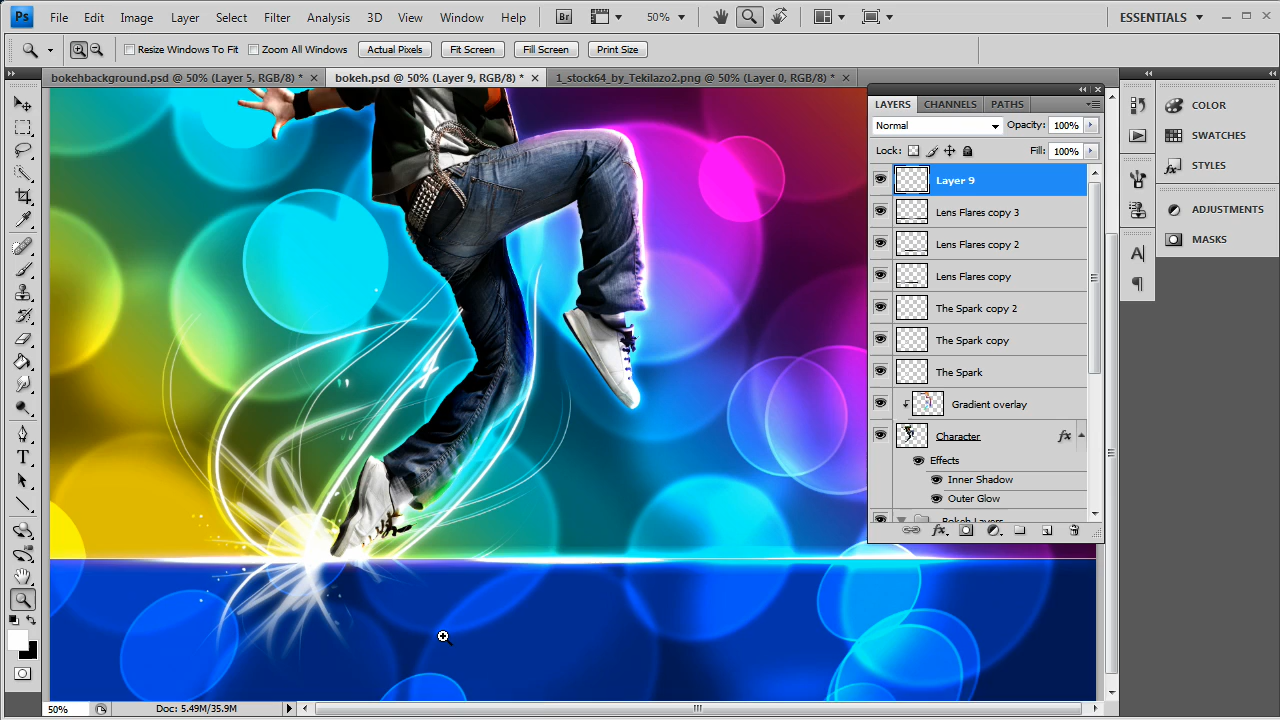 Ps File Edit Image Layer Select Filter Analysis 3D View Window Help Br 50% ESSENTIALS
Resize Windows To Fit Zoom All Windows Actual Pixels Fit Screen Fill Screen Print Size
bokehbackground.psd @ 50% (Layer 5, RGB/8) * bokeh.psd @ 50% (Layer 9, RGB/8) * 1_stock64_by_Tekilazo2.png @ 50% (Layer 0, RGB/8) *
LAYERS CHANNELS PATHS
Normal Opacity: 100%
Lock: Fill: 100%
Layer 9
Lens Flares copy 3
Lens Flares copy 2
Lens Flares copy
The Spark copy 2
The Spark copy
The Spark
Gradient overlay
Character fx
Effects
Inner Shadow
Outer Glow
Bokeh Layers
fx
COLOR
SWATCHES
STYLES
ADJUSTMENTS
MASKS
A
T
50% Doc: 5.49M/35.9M